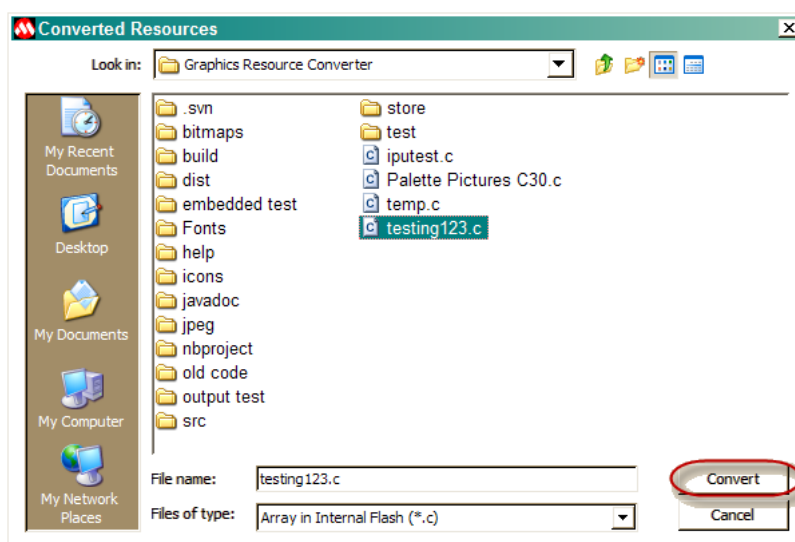 Converted Resources
Look in:
Graphics Resource Converter
My Recent
Documents
Desktop
My Documents
My Computer
My Network
Places
.svn
bitmaps
build
dist
embedded test
Fonts
help
icons
javadoc
jpeg
nbproject
old code
output test
src
store
test
iputest.c
Palette Pictures C30.c
temp.c
testing123.c
File name:
testing123.c
Convert
Files of type:
Array in Internal Flash (*.c)
Cancel